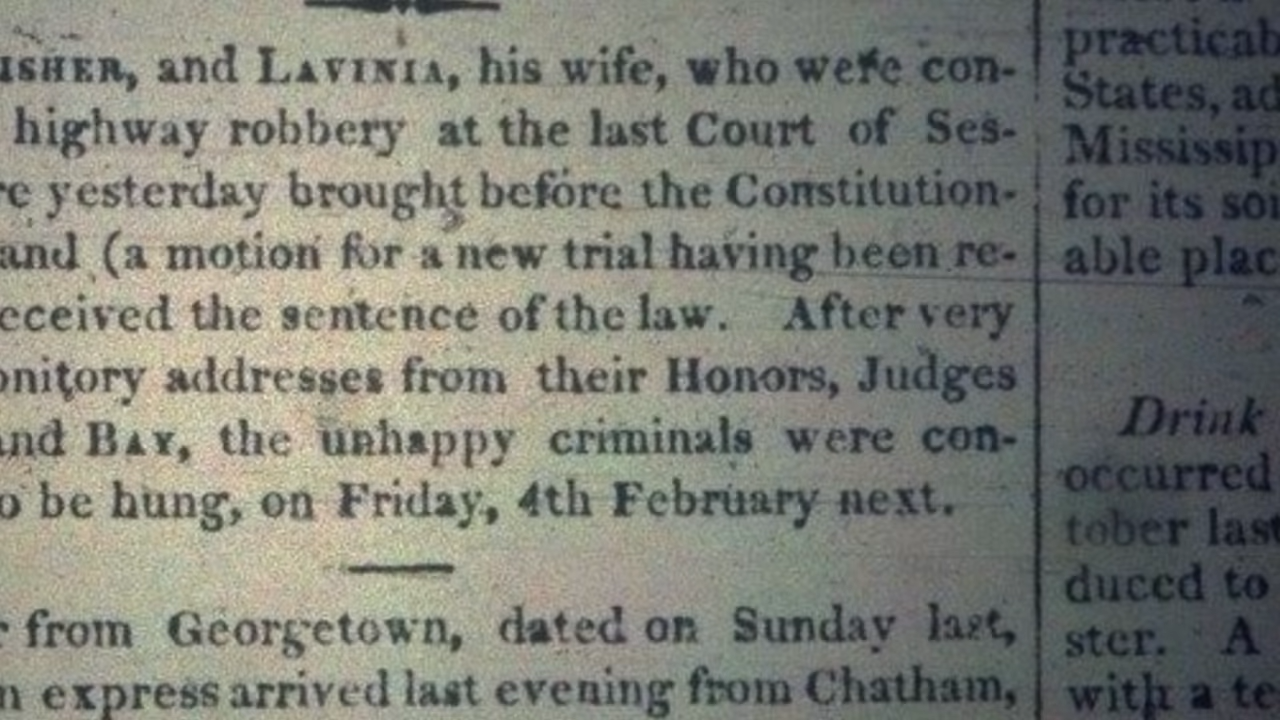 ISHER, and LAVINIA, his wife, who were con-
highway robbery at the last Court of Ses-
re yesterday brought before the Constitution-
and (a motion for a new trial having been re-
eceived the sentence of the law. After very
onitory addresses from their Honors, Judges
and BAY, the unhappy criminals were con-
o be hung, on Friday, 4th February next.
r from Georgetown, dated on Sunday last,
n express arrived last evening from Chatham,
practicab
States, ad
Mississip
for its soi
able plac
Drink
occurred
tober last
duced to
ster. A
with a te